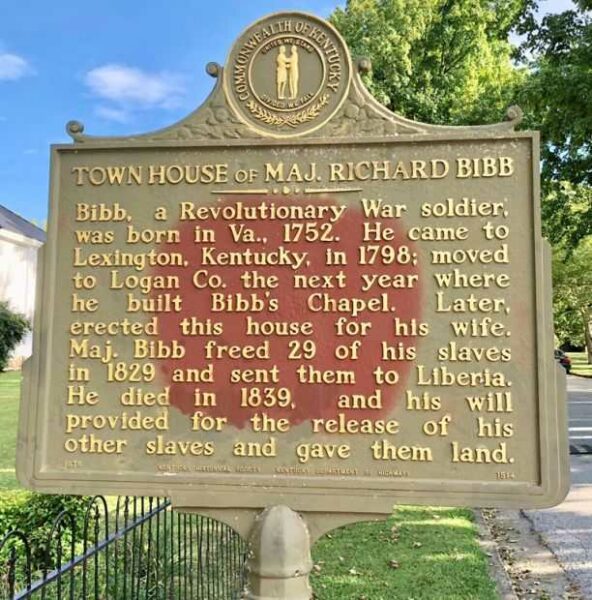 COMMONWEALTH OF KENTUCKY
UNITED WE STAND
DIVIDED WE FALL
TOWN HOUSE OF MAJ. RICHARD BIBB
Bibb, a Revolutionary War soldier,
was born in Va., 1752. He came to
Lexington, Kentucky, in 1798; moved
to Logan Co. the next year where
he built Bibb's Chapel. Later,
erected this house for his wife.
Maj. Bibb freed 29 of his slaves
in 1829 and sent them to Liberia.
He died in 1839, and his will
provided for the release of his
other slaves and gave them land.
KENTUCKY HISTORICAL SOCIETY KENTUCKY DEPARTMENT OF HIGHWAYS